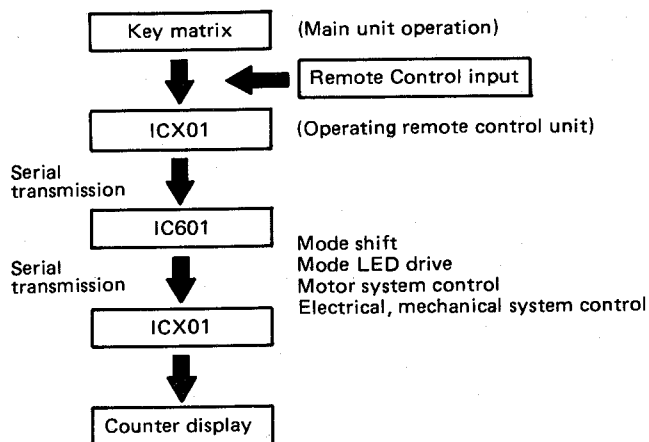 Key matrix (Main unit operation)
Remote Control input
ICX01 (Operating remote control unit)
Serial
transmission
IC601
Mode shift
Mode LED drive
Motor system control
Electrical, mechanical system control
Serial
transmission
ICX01
Counter display